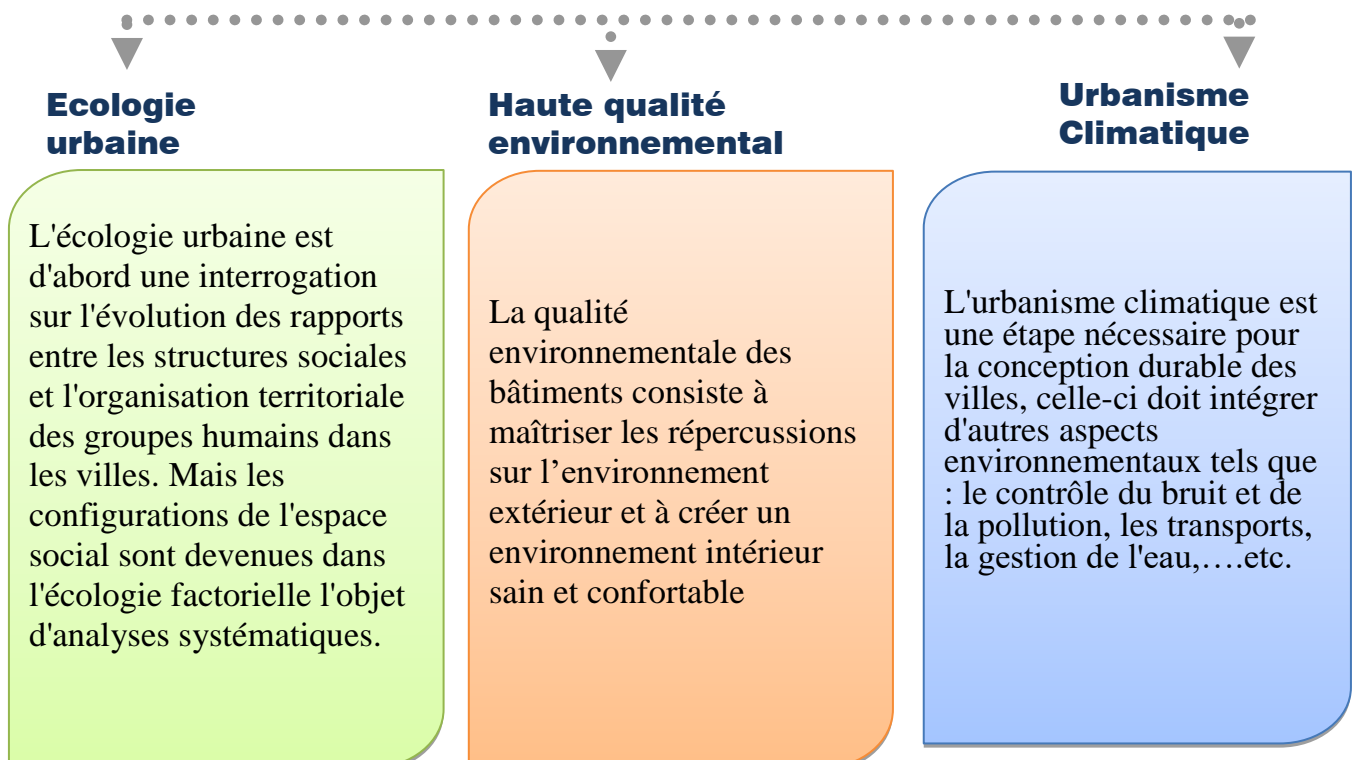 Ecologie
urbaine
L'écologie urbaine est
d'abord une interrogation
sur l'évolution des rapports
entre les structures sociales
et l'organisation territoriale
des groupes humains dans
les villes. Mais les
configurations de l'espace
social sont devenues dans
l'écologie factorielle l'objet
d'analyses systématiques.
Haute qualité
environnemental
La qualité
environnementale des
bâtiments consiste à
maîtriser les répercussions
sur l’environnement
extérieur et à créer un
environnement intérieur
sain et confortable
Urbanisme
Climatique
L'urbanisme climatique est
une étape nécessaire pour
la conception durable des
villes, celle-ci doit intégrer
d'autres aspects
environnementaux tels que
: le contrôle du bruit et de
la pollution, les transports,
la gestion de l'eau,….etc.